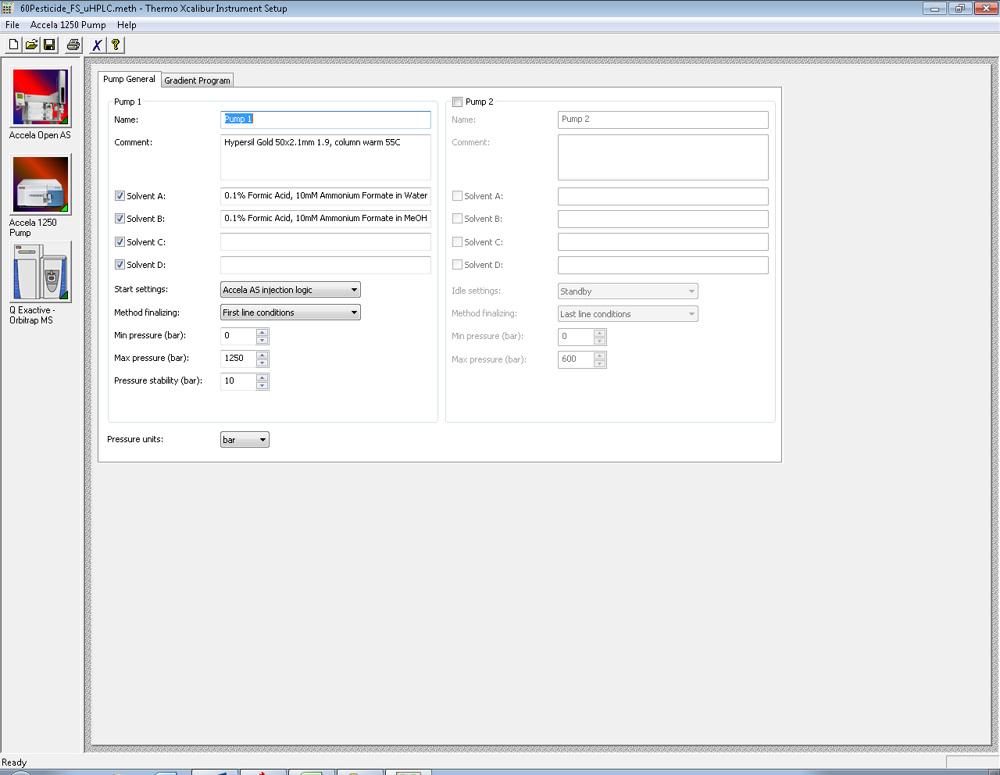 60Pesticide_FS_uHPLC.meth - Thermo Xcalibur Instrument Setup
File Accela 1250 Pump Help
X ?
Accela Open AS
Accela 1250
Pump
Q Exactive -
Orbitrap MS
Pump General Gradient Program
Pump 1
Name: Pump 1
Comment: Hypersil Gold 50x2.1mm 1.9, column warm 55C
Solvent A: 0.1% Formic Acid, 10mM Ammonium Formate in Water
Solvent B: 0.1% Formic Acid, 10mM Ammonium Formate in MeOH
Solvent C:
Solvent D:
Start settings: Accela AS injection logic
Method finalizing: First line conditions
Min pressure (bar): 0
Max pressure (bar): 1250
Pressure stability (bar): 10
Pump 2
Name: Pump 2
Comment:
Solvent A:
Solvent B:
Solvent C:
Solvent D:
Idle settings: Standby
Method finalizing: Last line conditions
Min pressure (bar): 0
Max pressure (bar): 600
Pressure units: bar
Ready